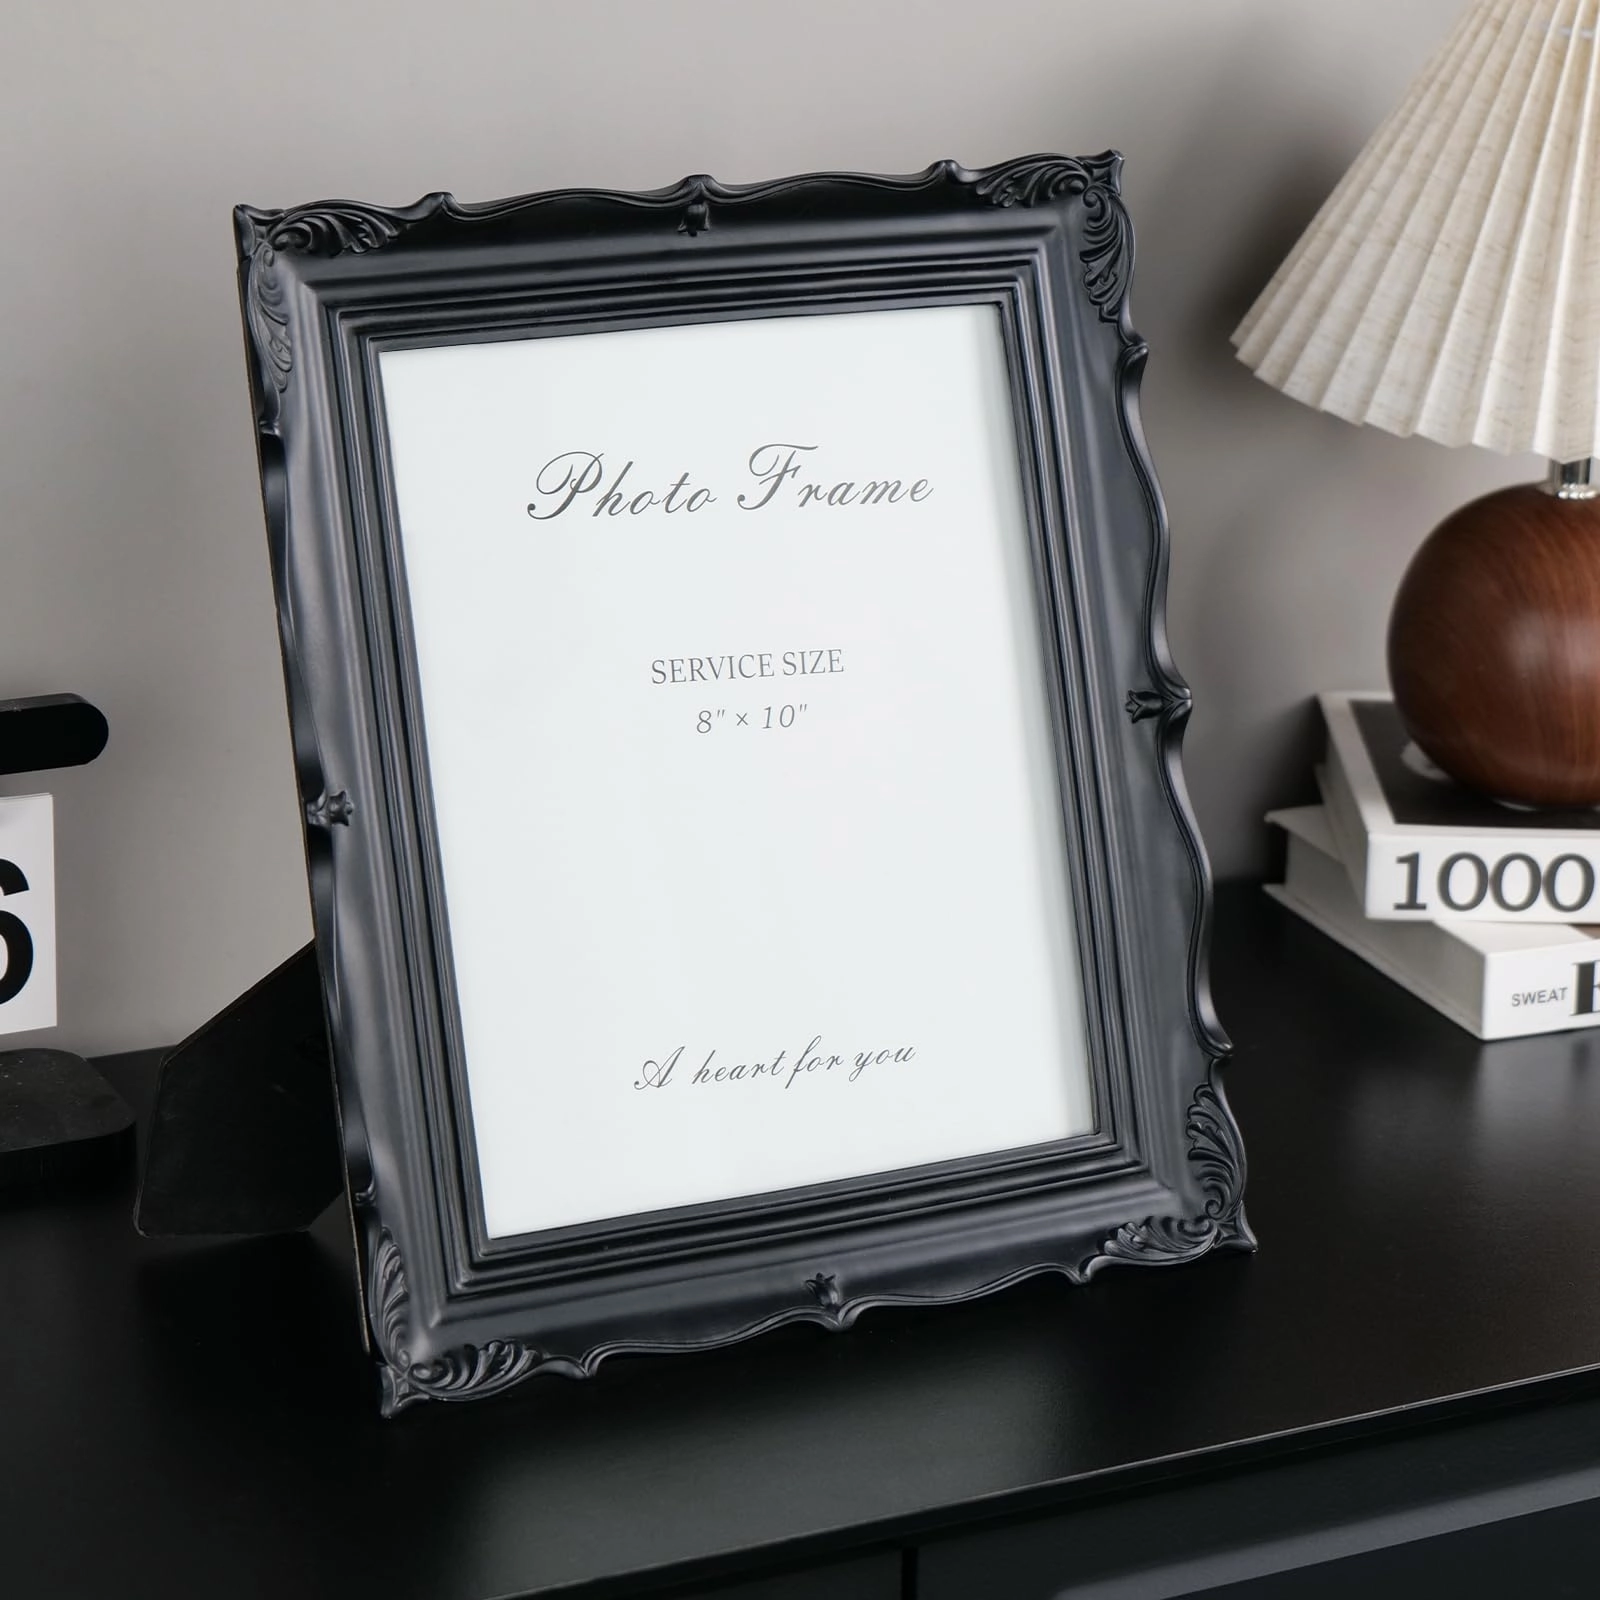 Photo Frame
SERVICE SIZE
8" × 10"
A heart for you
6
1000
SWEAT